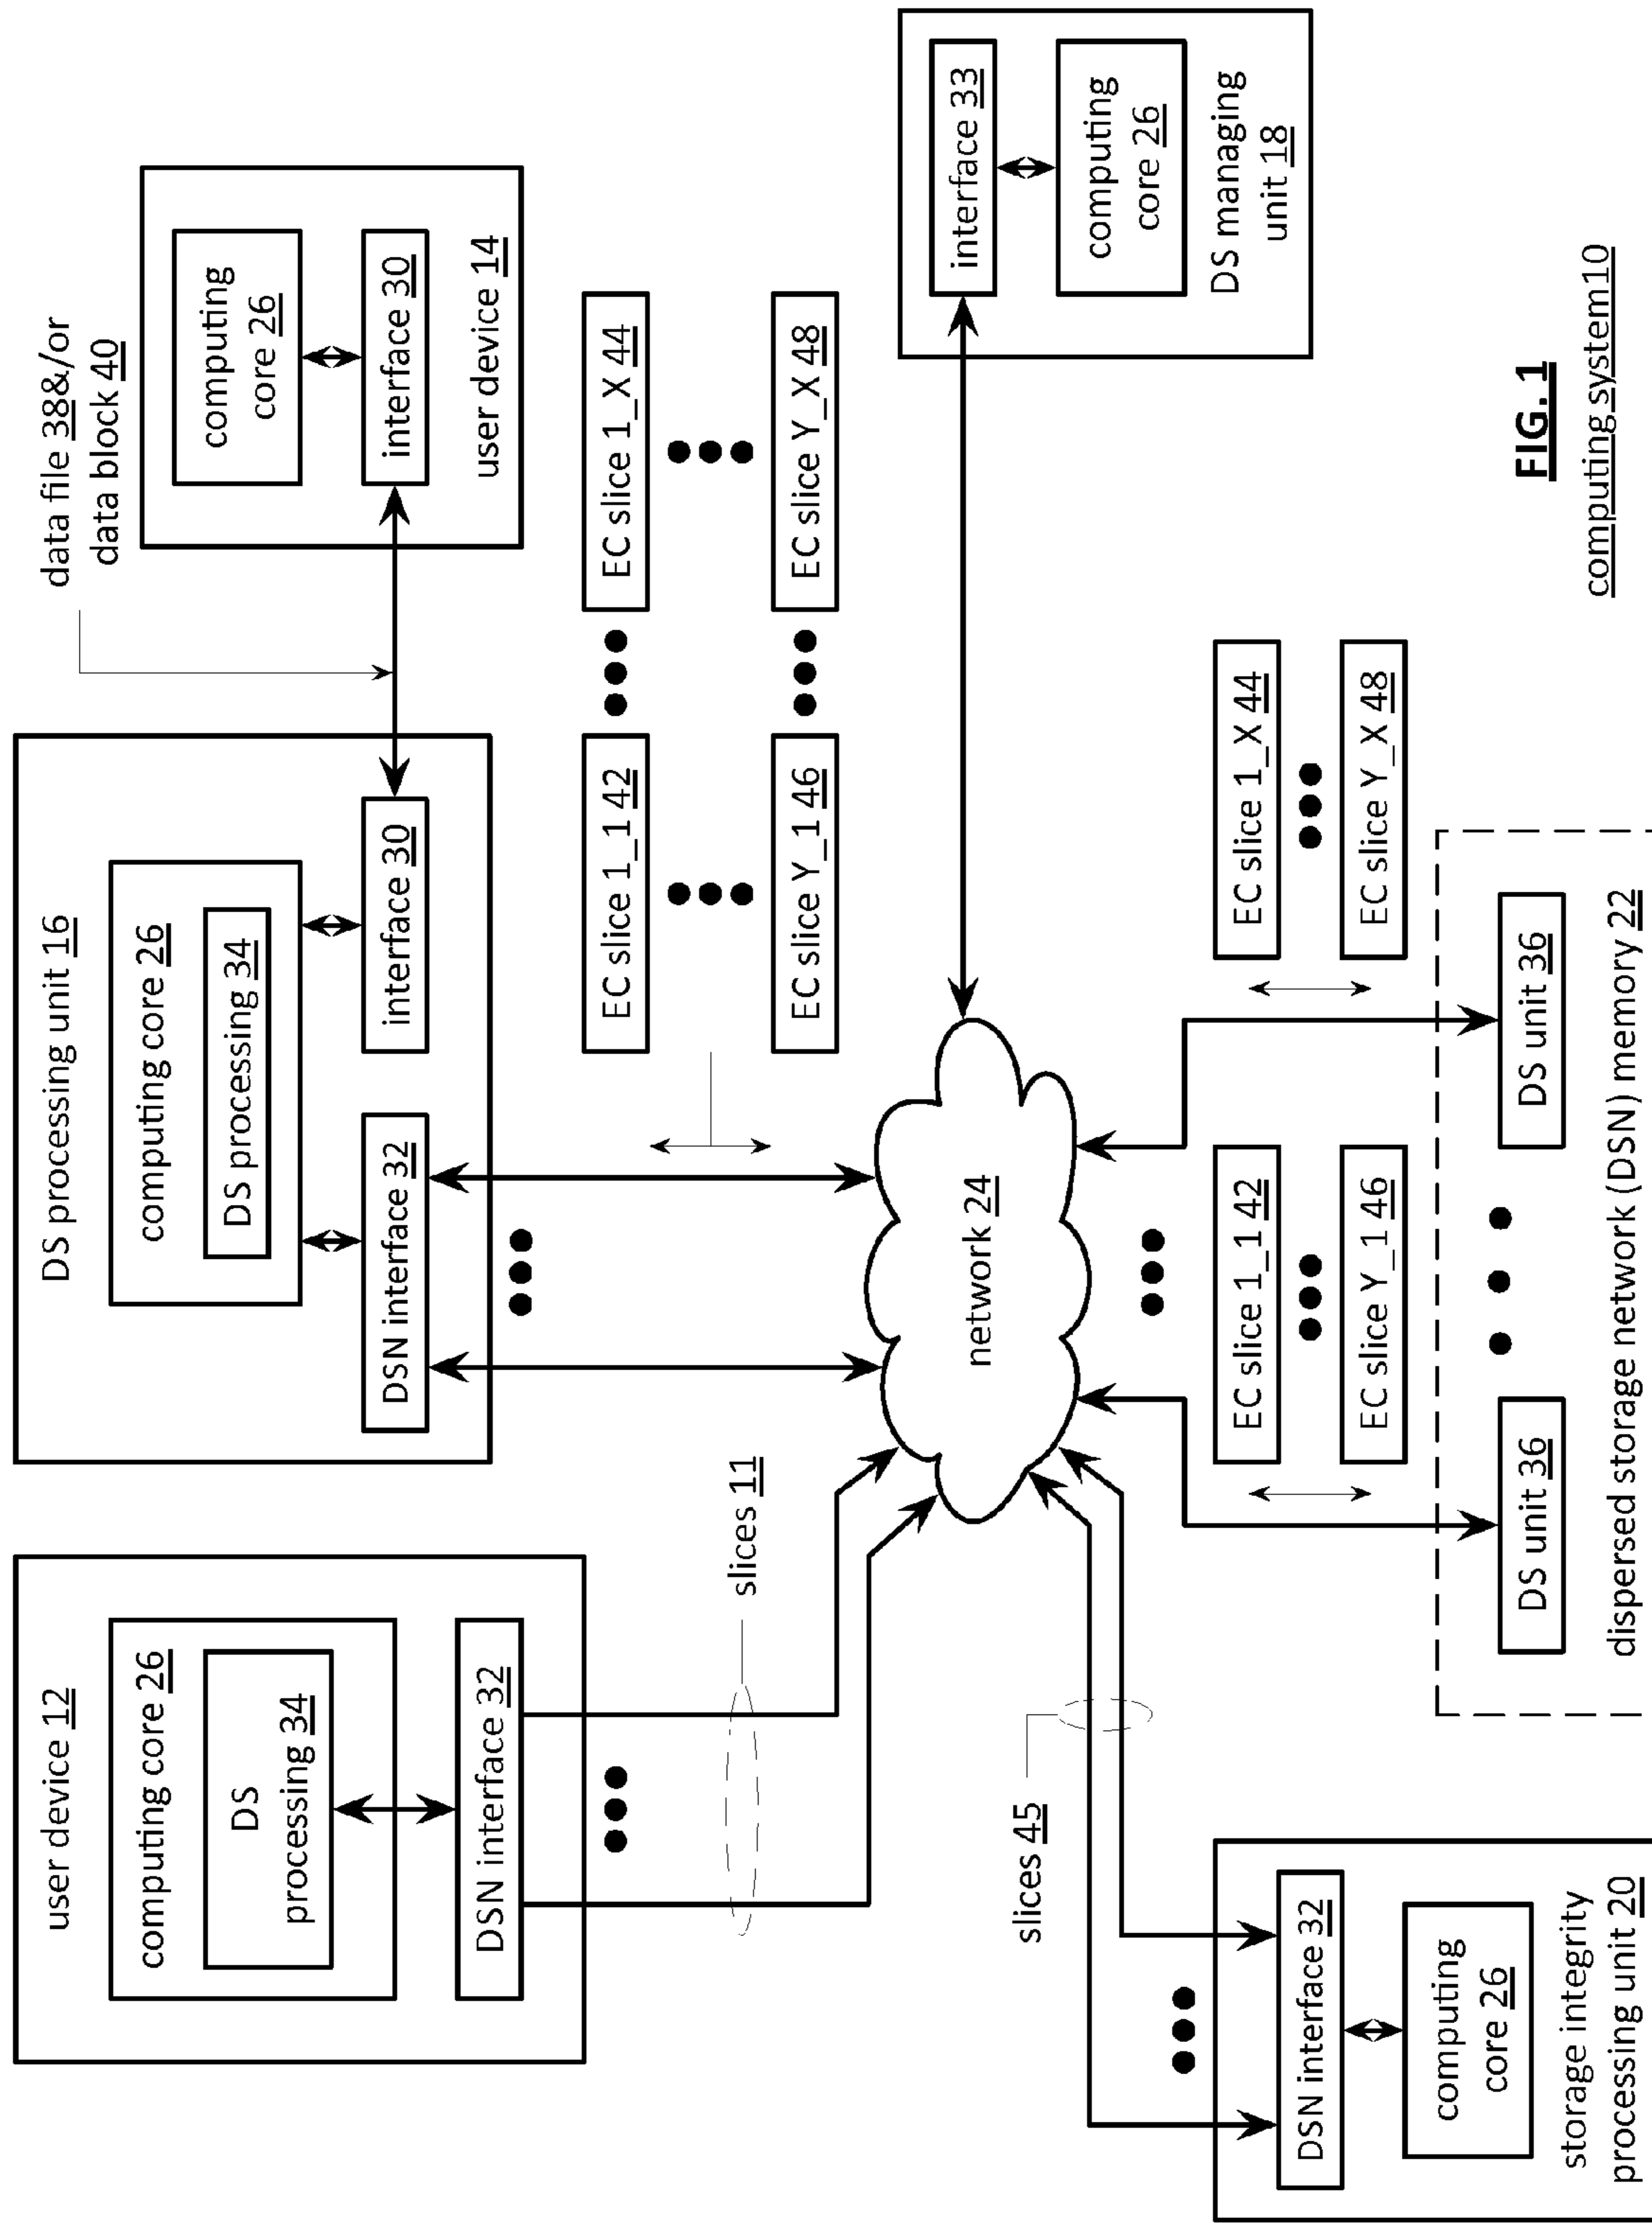 user device 12
computing core 26
DS
processing 34
DSN interface 32
DS processing unit 16
computing core 26
DS processing 34
DSN interface 32
interface 30
data file 38&/or
data block 40
computing
core 26
interface 30
user device 14
slices 11
EC slice 1_1 42
EC slice 1_X 44
EC slice Y_1 46
EC slice Y_X 48
network 24
slices 45
interface 33
computing
core 26
DS managing
unit 18
DSN interface 32
computing
core 26
storage integrity
processing unit 20
EC slice 1_1 42
EC slice Y_1 46
EC slice 1_X 44
EC slice Y_X 48
DS unit 36
DS unit 36
dispersed storage network (DSN) memory 22
FIG. 1
computing system10